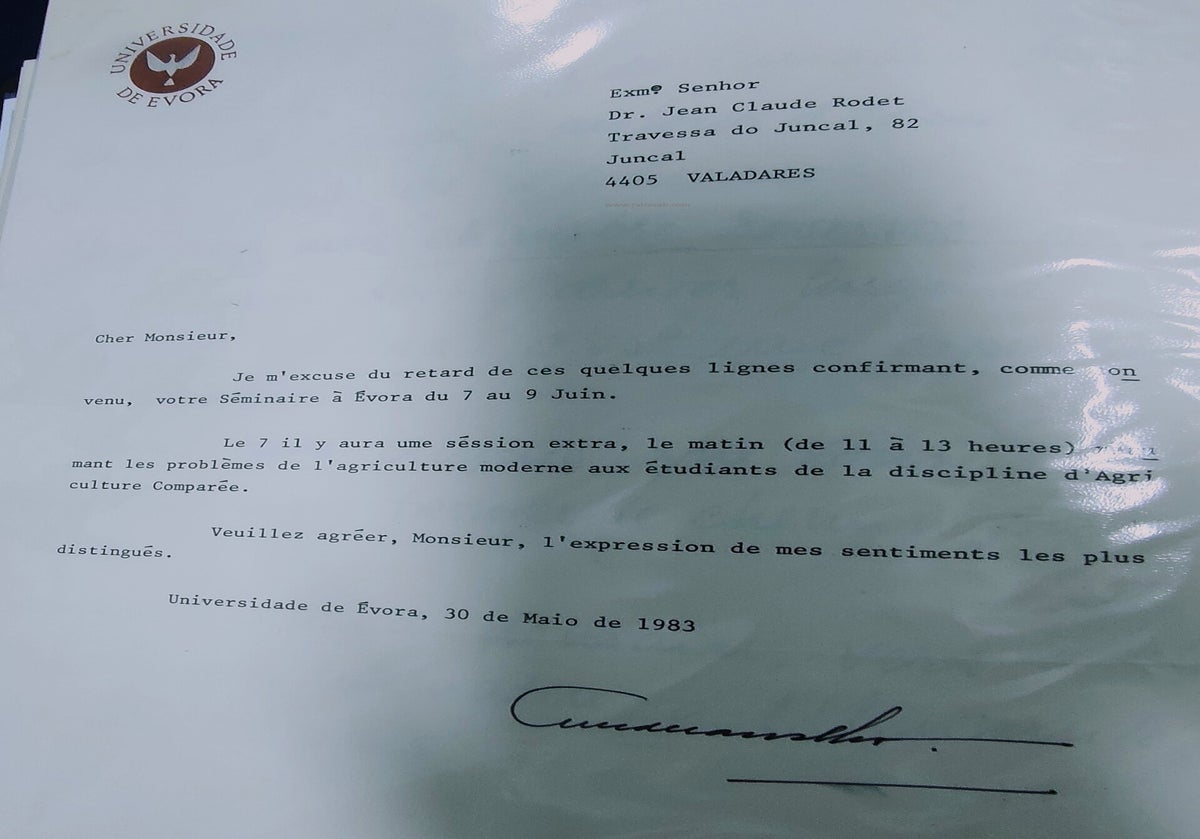 UNIVERSIDADE
DE EVORA
Exmº Senhor
Dr. Jean Claude Rodet
Travessa do Juncal, 82
Juncal
4405 VALADARES
Cher Monsieur,
Je m'excuse du retard de ces quelques lignes confirmant, comme on
venu, votre Séminaire à Évora du 7 au 9 Juin.
Le 7 il y aura ume séssion extra, le matin (de 11 à 13 heures)
mant les problèmes de l'agriculture moderne aux étudiants de la discipline d'Agri
culture Comparée.
Veuillez agréer, Monsieur, l'expression de mes sentiments les plus
distingués.
Universidade de Évora, 30 de Maio de 1983